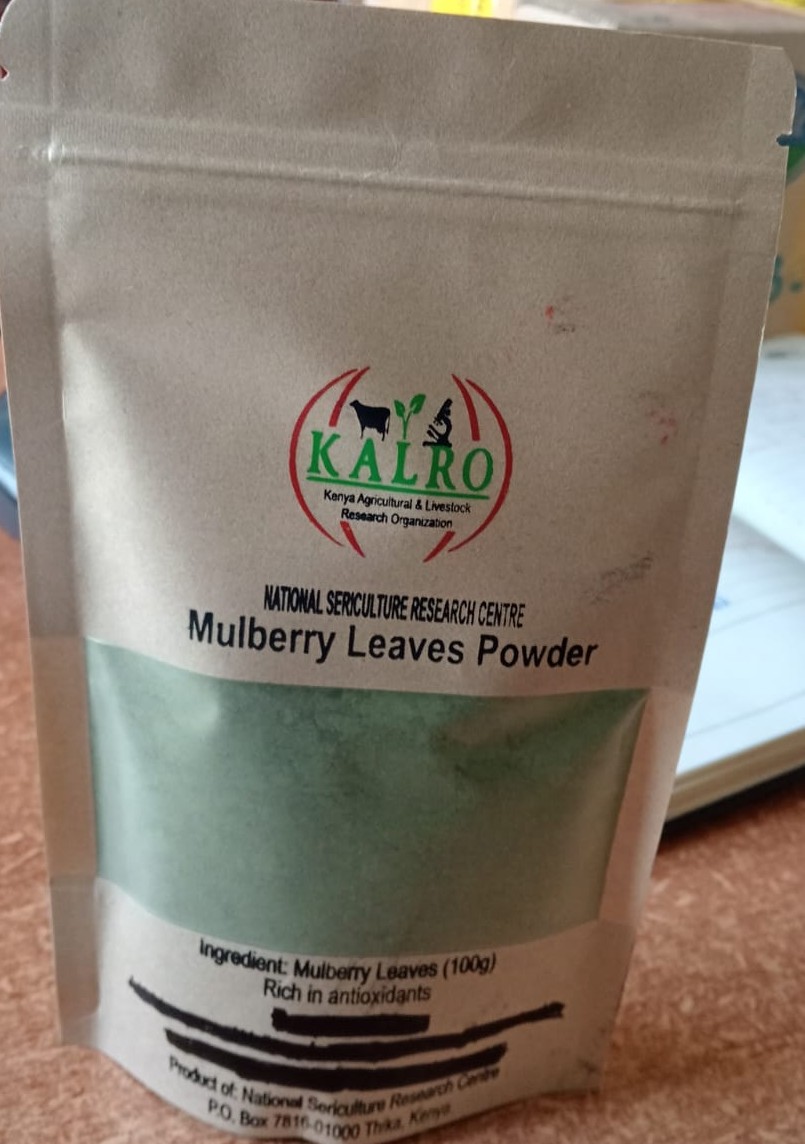 KALRO
Kenya Agricultural & Livestock
Research Organization
NATIONAL SERICULTURE RESEARCH CENTRE
Mulberry Leaves Powder
Ingredient: Mulberry Leaves (100g)
Rich in antioxidants
Product of: National Sericulture Research Centre
P.O. Box 7816-01000 Thika, Kenya